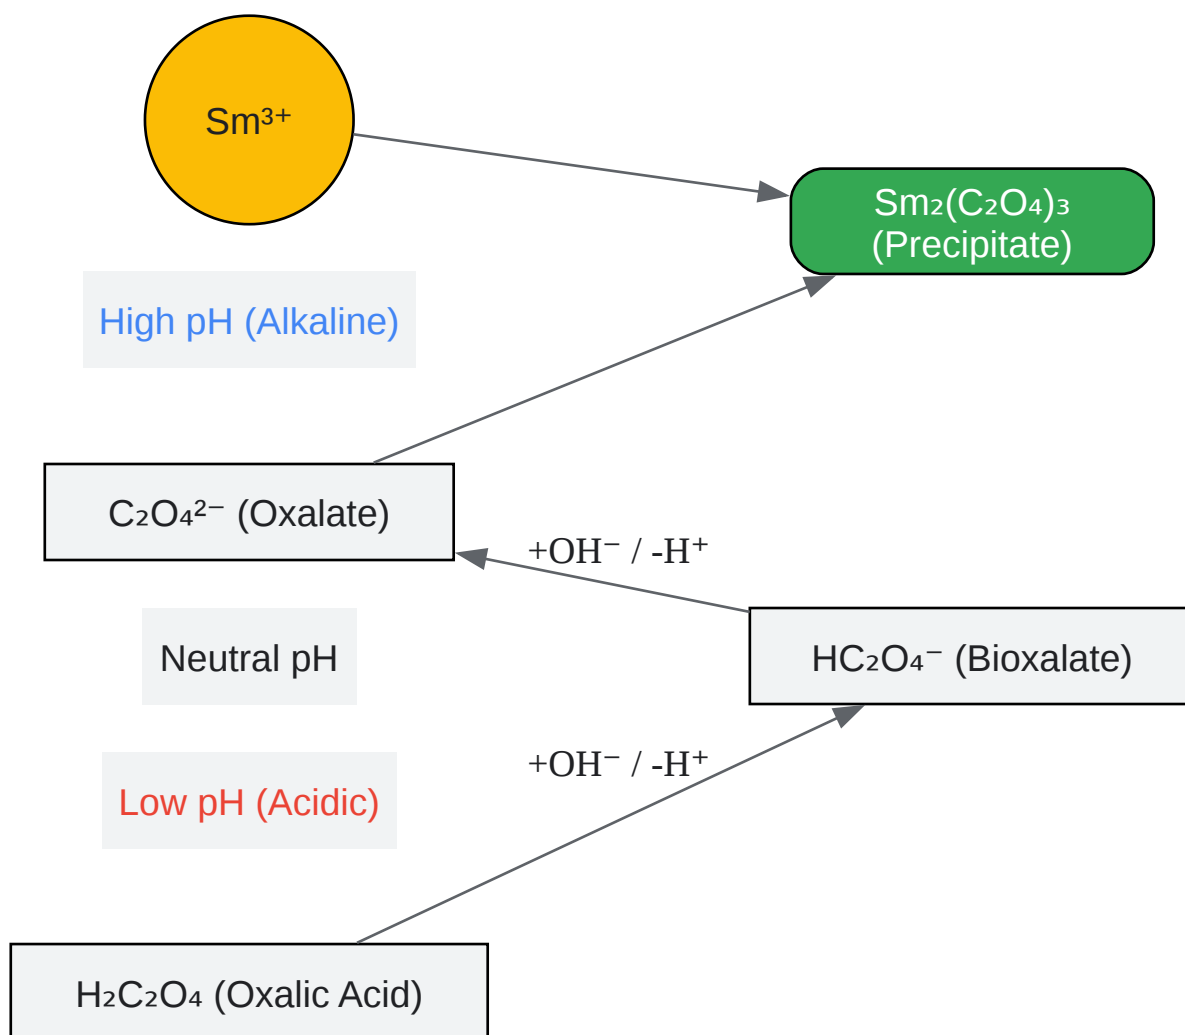 Sm³⁺
Sm₂(C₂O₄)₃
(Precipitate)
High pH (Alkaline)
C₂O₄²⁻ (Oxalate)
+OH⁻ / -H⁺
Neutral pH
HC₂O₄⁻ (Bioxalate)
+OH⁻ / -H⁺
Low pH (Acidic)
H₂C₂O₄ (Oxalic Acid)